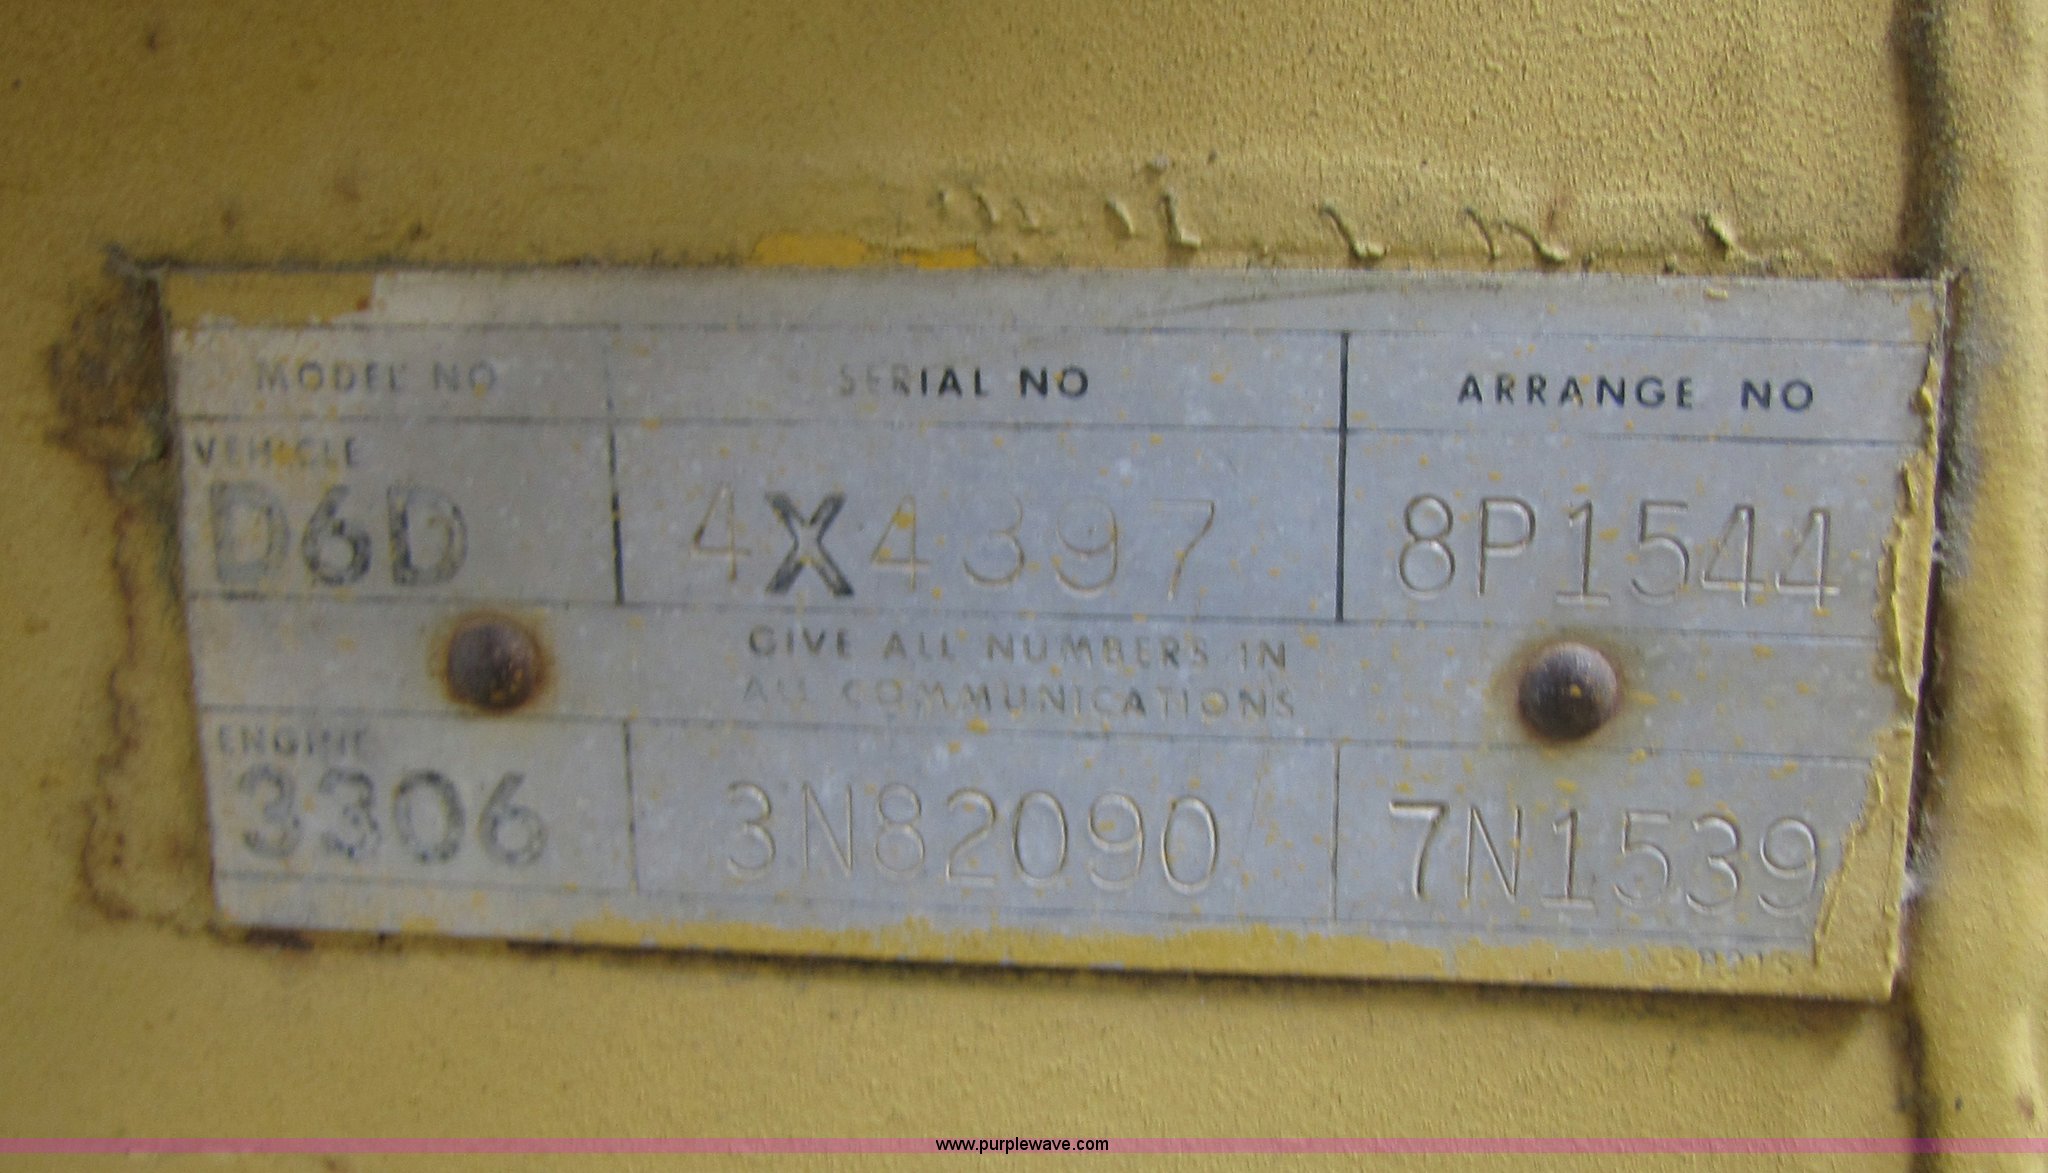 MODEL NO SERIAL NO ARRANGE NO
VEHICLE
D6D 4X4397 8P1544
GIVE ALL NUMBERS IN
ALL COMMUNICATIONS
ENGINE
3306 3N82090 7N1539
www.purplewave.com